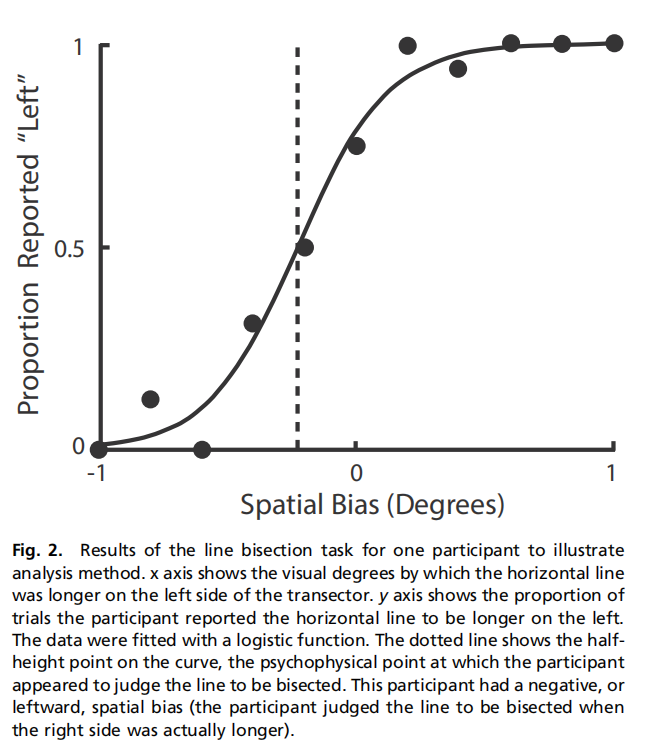 1
0.5
0
Proportion Reported “Left”
-1
0
1
Spatial Bias (Degrees)
Fig. 2. Results of the line bisection task for one participant to illustrate
analysis method. x axis shows the visual degrees by which the horizontal line
was longer on the left side of the transector. y axis shows the proportion of
trials the participant reported the horizontal line to be longer on the left.
The data were fitted with a logistic function. The dotted line shows the half-
height point on the curve, the psychophysical point at which the participant
appeared to judge the line to be bisected. This participant had a negative, or
leftward, spatial bias (the participant judged the line to be bisected when
the right side was actually longer).